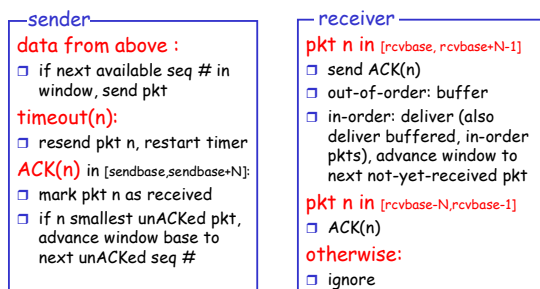 sender
data from above :
if next available seq # in
window, send pkt
timeout(n):
resend pkt n, restart timer
ACK(n) in [sendbase,sendbase+N]:
mark pkt n as received
if n smallest unACKed pkt,
advance window base to
next unACKed seq #
receiver
pkt n in [rcvbase, rcvbase+N-1]
send ACK(n)
out-of-order: buffer
in-order: deliver (also
deliver buffered, in-order
pkts), advance window to
next not-yet-received pkt
pkt n in [rcvbase-N,rcvbase-1]
ACK(n)
otherwise:
ignore